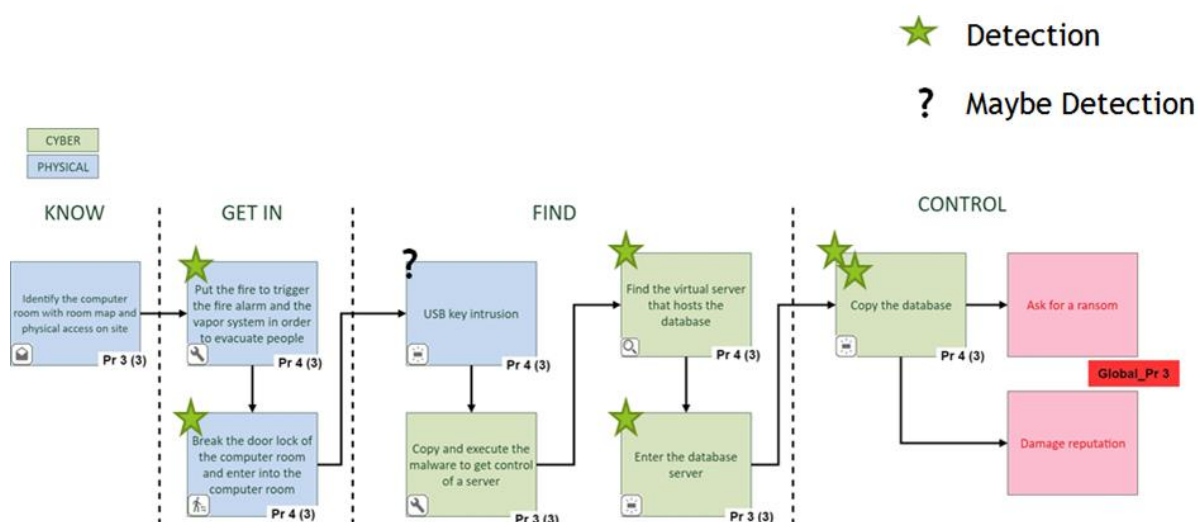 Detection
?
Maybe Detection
CYBER
PHYSICAL
KNOW
GET IN
FIND
CONTROL
Identify the computer
room with room map and
physical access on site
Pr 3 (3)
Put the fire to trigger
the fire alarm and the
vapor system in order
to evacuate people
Pr 4 (3)
Break the door lock of
the computer room
and enter into the
computer room
Pr 4 (3)
?
USB key intrusion
Pr 4 (3)
Copy and execute the
malware to get control
of a server
Pr 3 (3)
Find the virtual server
that hosts the
database
Pr 4 (3)
Enter the database
server
Pr 3 (3)
Copy the database
Pr 4 (3)
Ask for a ransom
Global_Pr 3
Damage reputation